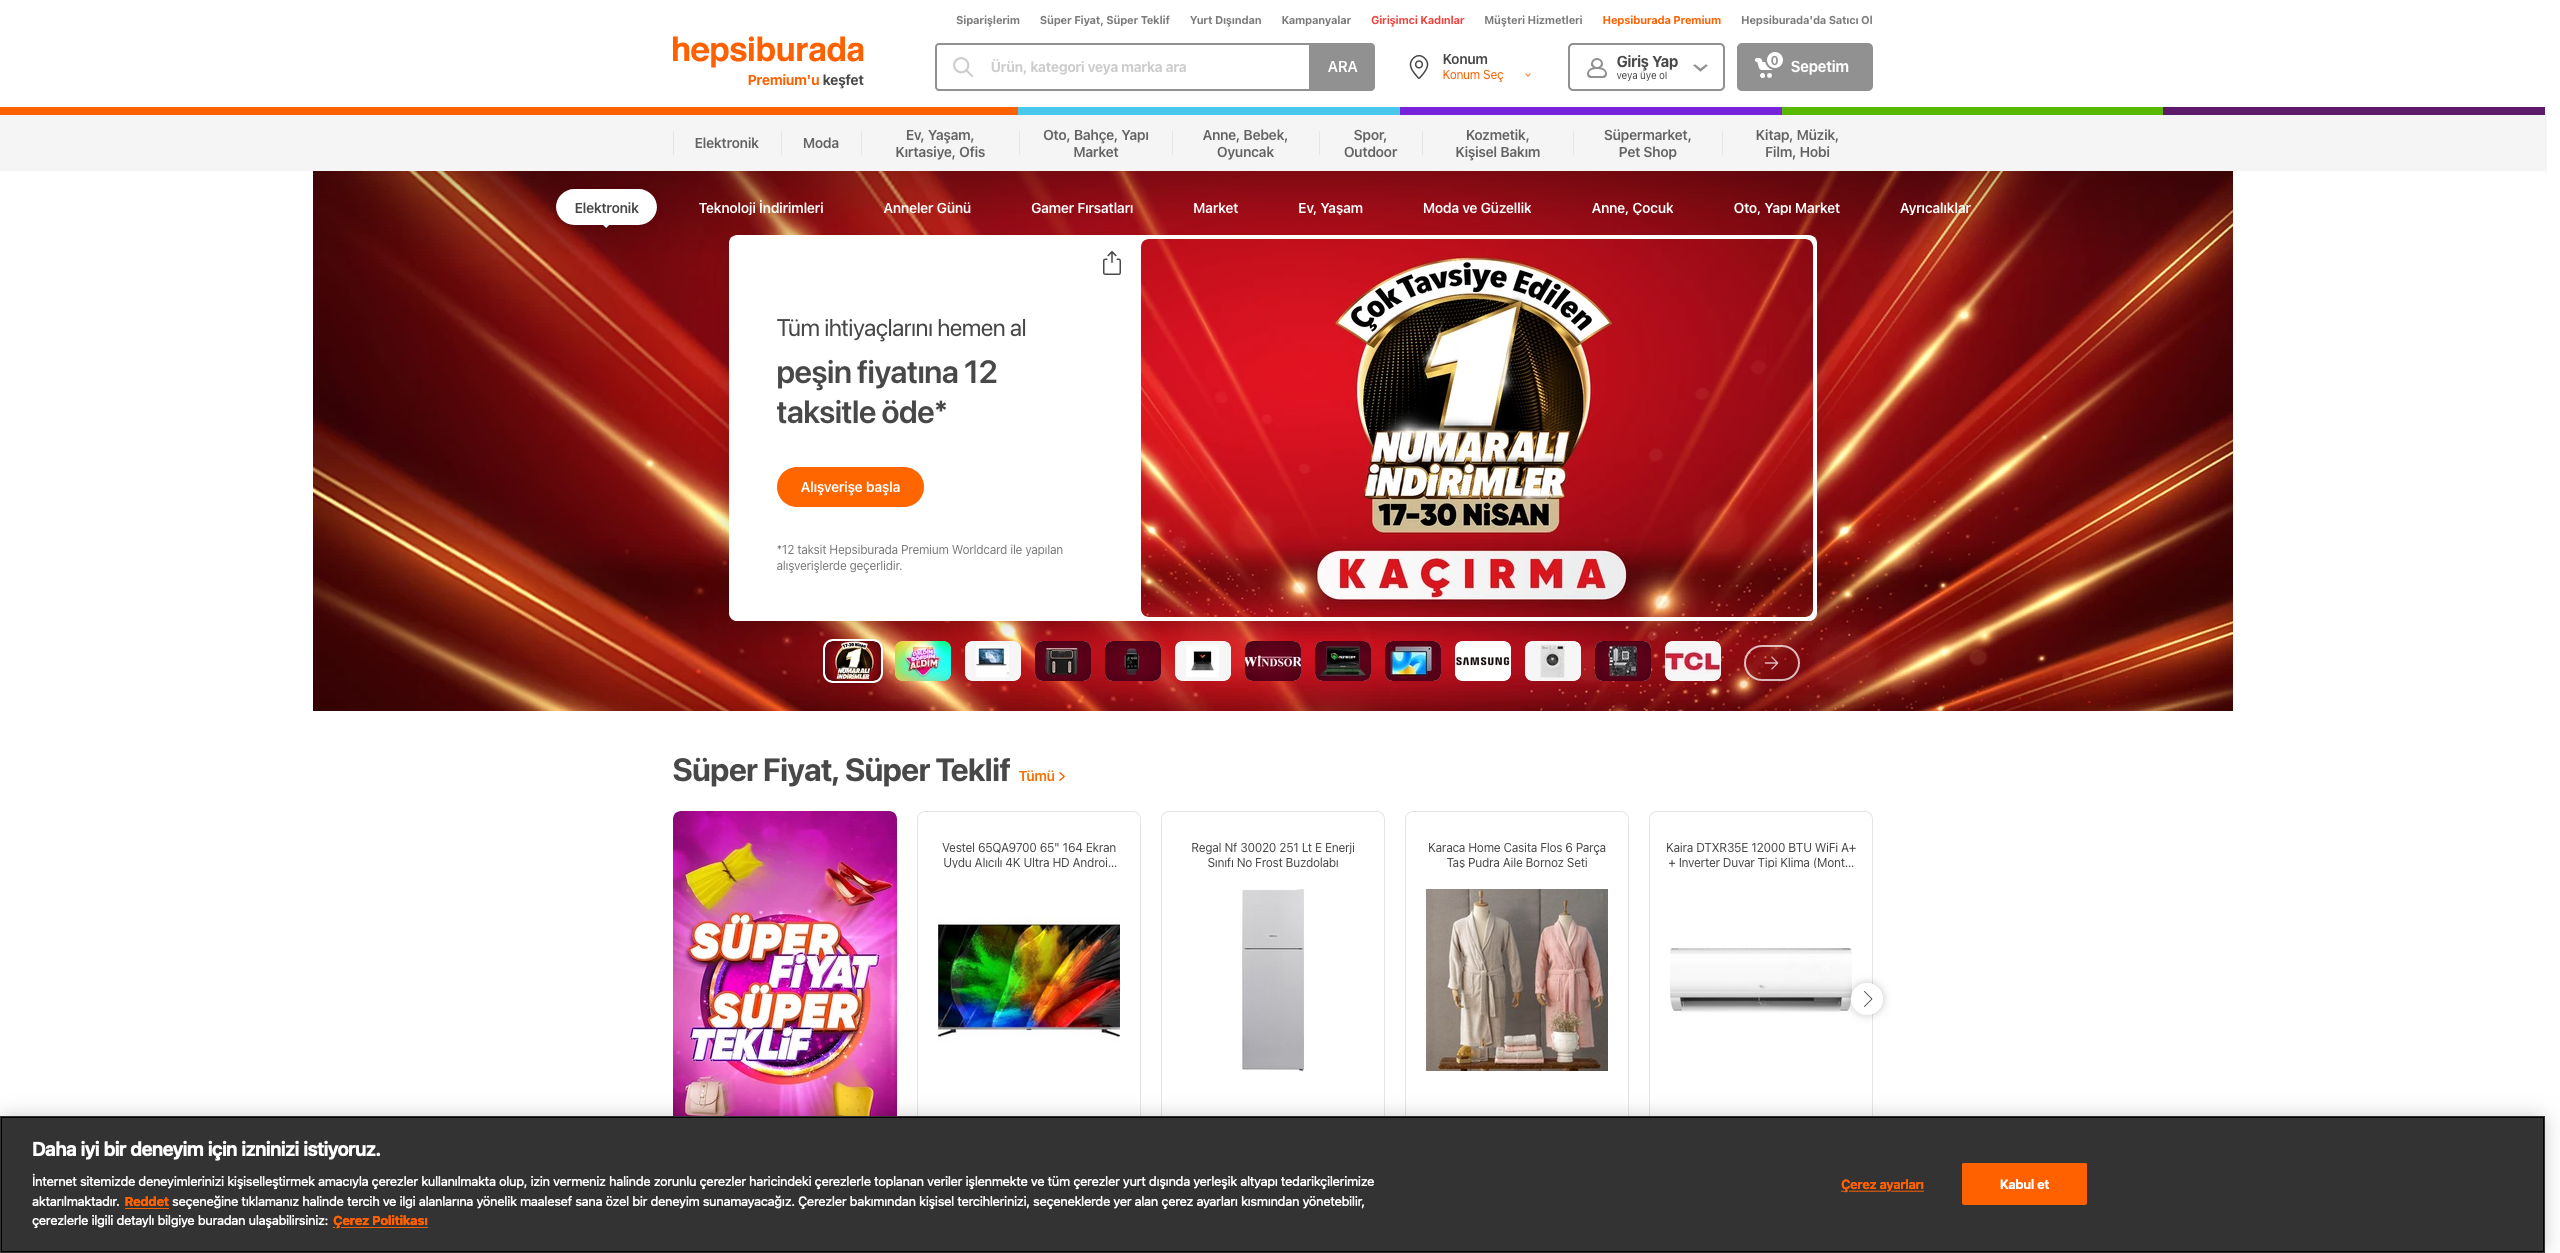 Siparişlerim Süper Fiyat, Süper Teklif Yurt Dışından Kampanyalar Girişimci Kadınlar Müşteri Hizmetleri Hepsiburada Premium Hepsiburada'da Satıcı Ol
hepsiburada
Premium'u keşfet
Ürün, kategori veya marka ara
ARA
Konum
Konum Seç
Giriş Yap
veya üye ol
0
Sepetim
Elektronik
Moda
Ev, Yaşam,
Kırtasiye, Ofis
Oto, Bahçe, Yapı
Market
Anne, Bebek,
Oyuncak
Spor,
Outdoor
Kozmetik,
Kişisel Bakım
Süpermarket,
Pet Shop
Kitap, Müzik,
Film, Hobi
Elektronik Teknoloji İndirimleri Anneler Günü Gamer Fırsatları Market Ev, Yaşam Moda ve Güzellik Anne, Çocuk Oto, Yapı Market Ayrıcalıklar
Tüm ihtiyaçlarını hemen al
peşin fiyatına 12
taksitle öde*
Alışverişe başla
*12 taksit Hepsiburada Premium Worldcard ile yapılan
alışverişlerde geçerlidir.
Çok Tavsiye Edilen
1
NUMARALI
İNDİRİMLER
17-30 NİSAN
KAÇIRMA
17-30 Nisan
1
NUMARALI
İNDİRİMLER
ALDIM
WİNDSOR
SAMSUNG
TCL
Süper Fiyat, Süper Teklif Tümü
SÜPER
FİYAT
SÜPER
TEKLİF
Vestel 65QA9700 65" 164 Ekran
Uydu Alıcılı 4K Ultra HD Androi...
Regal Nf 30020 251 Lt E Enerji
Sınıfı No Frost Buzdolabı
Karaca Home Casita Flos 6 Parça
Taş Pudra Aile Bornoz Seti
Kaira DTXR35E 12000 BTU WiFi A+
+ Inverter Duvar Tipi Klima (Mont...
Daha iyi bir deneyim için izninizi istiyoruz.
İnternet sitemizde deneyimlerinizi kişiselleştirmek amacıyla çerezler kullanılmakta olup, izin vermeniz halinde zorunlu çerezler haricindeki çerezlerle toplanan veriler işlenmekte ve tüm çerezler yurt dışında yerleşik altyapı tedarikçilerimize
aktarılmaktadır. Reddet seçeneğine tıklamanız halinde tercih ve ilgi alanlarına yönelik maalesef sana özel bir deneyim sunamayacağız. Çerezler bakımından kişisel tercihlerinizi, seçeneklerde yer alan çerez ayarları kısmından yönetebilir,
çerezlerle ilgili detaylı bilgiye buradan ulaşabilirsiniz: Çerez Politikası
Çerez ayarları
Kabul et